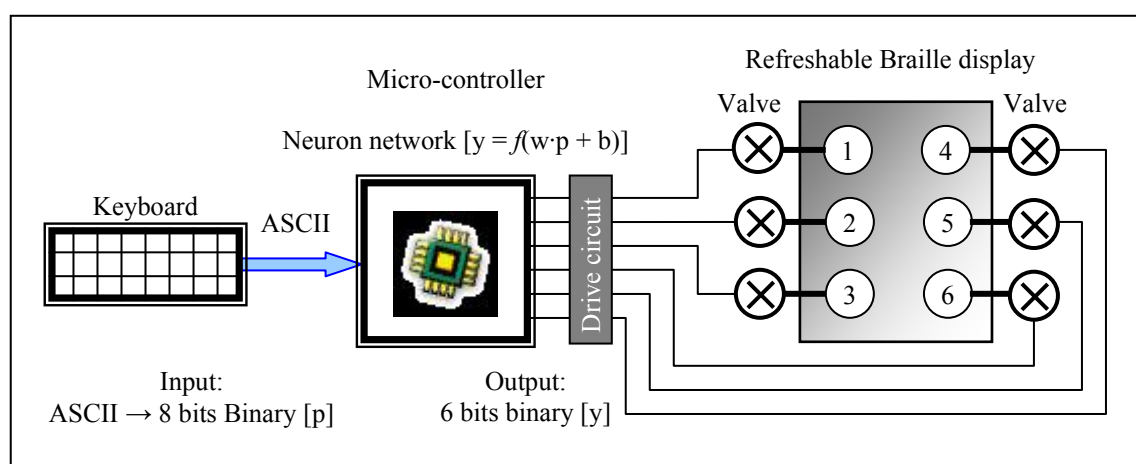 Refreshable Braille display
Micro-controller
Valve
Valve
Neuron network [y = f(w·p + b)]
1
4
Keyboard
ASCII
2
5
Drive circuit
3
6
Input:
ASCII → 8 bits Binary [p]
Output:
6 bits binary [y]